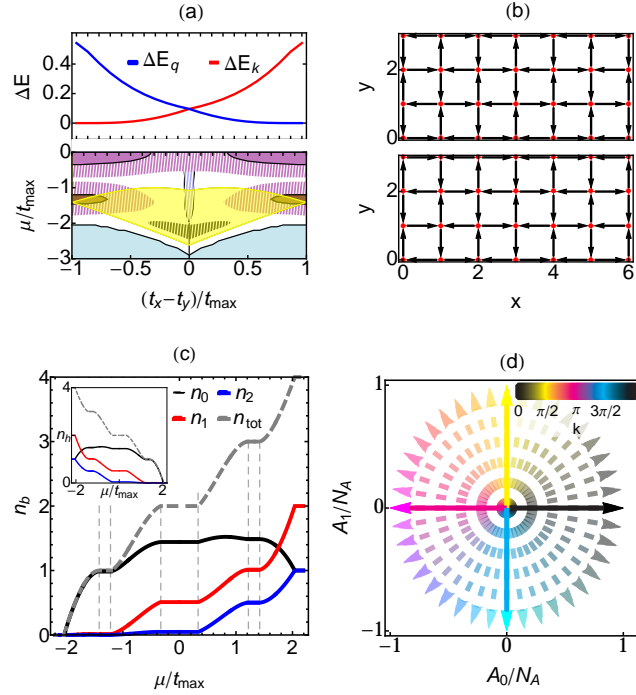 (a)
ΔE
0.4
0.2
0
ΔE_q
ΔE_k
μ/t_max
0
−1
−2
−3
−1 −0.5 0 0.5 1
(t_x−t_y)/t_max
(b)
y
2
0
y
2
0
0 1 2 3 4 5 6
x
(c)
n_b
4
3
2
1
0
n_0 n_2
n_1 n_tot
4
n_h
0
−2 μ/t_max 2
−2 −1 0 1 2
μ/t_max
(d)
A_1/N_A
1
0
−1
0 π/2 π 3π/2
k
−1 0 1
A_0/N_A